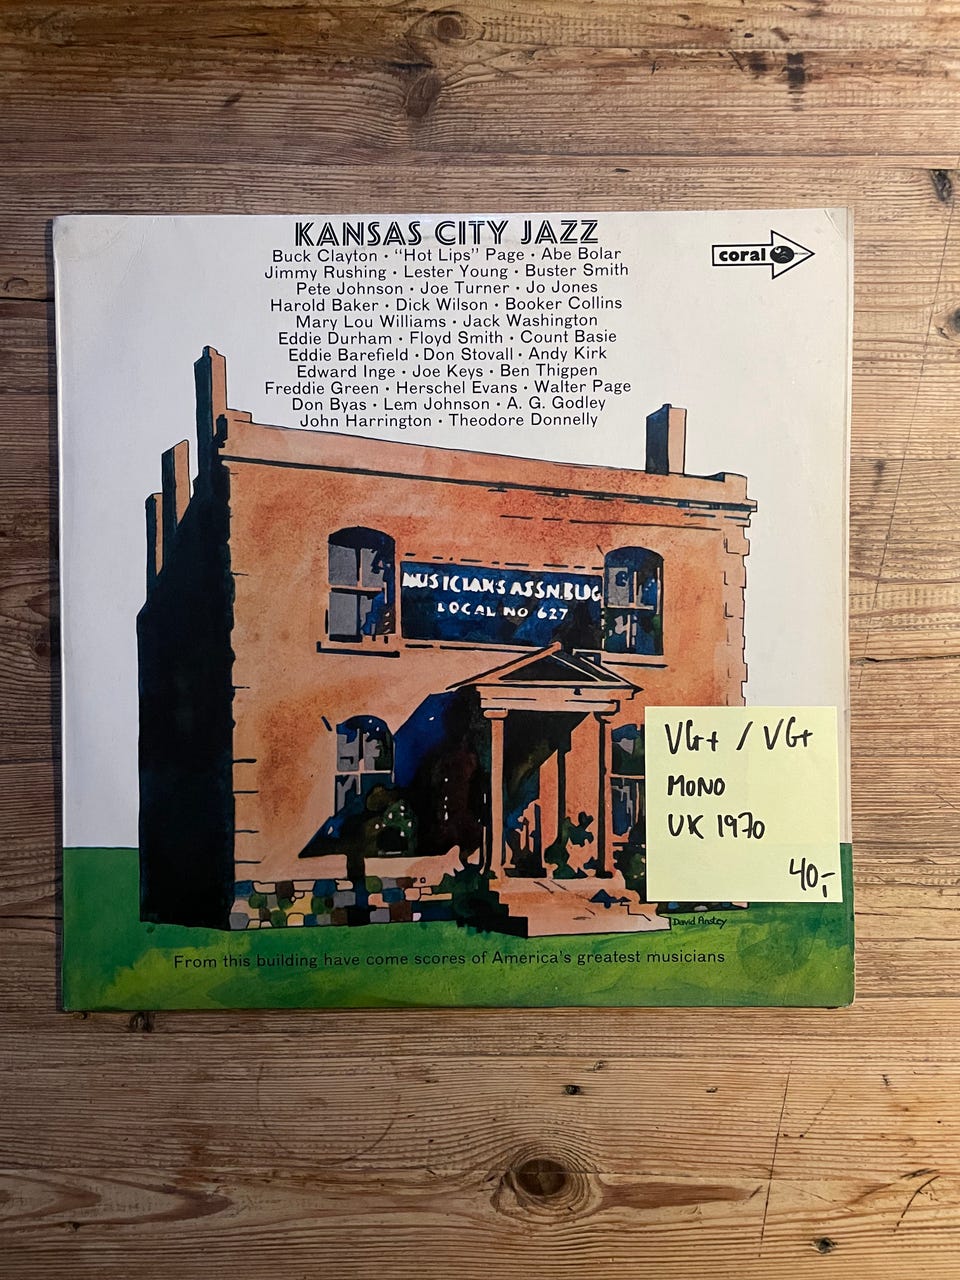 KANSAS CITY JAZZ
Buck Clayton • "Hot Lips" Page • Abe Bolar
Jimmy Rushing • Lester Young • Buster Smith
Pete Johnson • Joe Turner • Jo Jones
Harold Baker • Dick Wilson • Booker Collins
Mary Lou Williams • Jack Washington
Eddie Durham • Floyd Smith • Count Basie
Eddie Barefield • Don Stovall • Andy Kirk
Edward Inge • Joe Keys • Ben Thigpen
Freddie Green • Herschel Evans • Walter Page
Don Byas • Lem Johnson • A. G. Godley
John Harrington • Theodore Donnelly
coral
MUSICIAN'S ASSN. BLDG
LOCAL NO 627
VG+ / VG+
MONO
UK 1970
40,-
David Anstey
From this building have come scores of America's greatest musicians